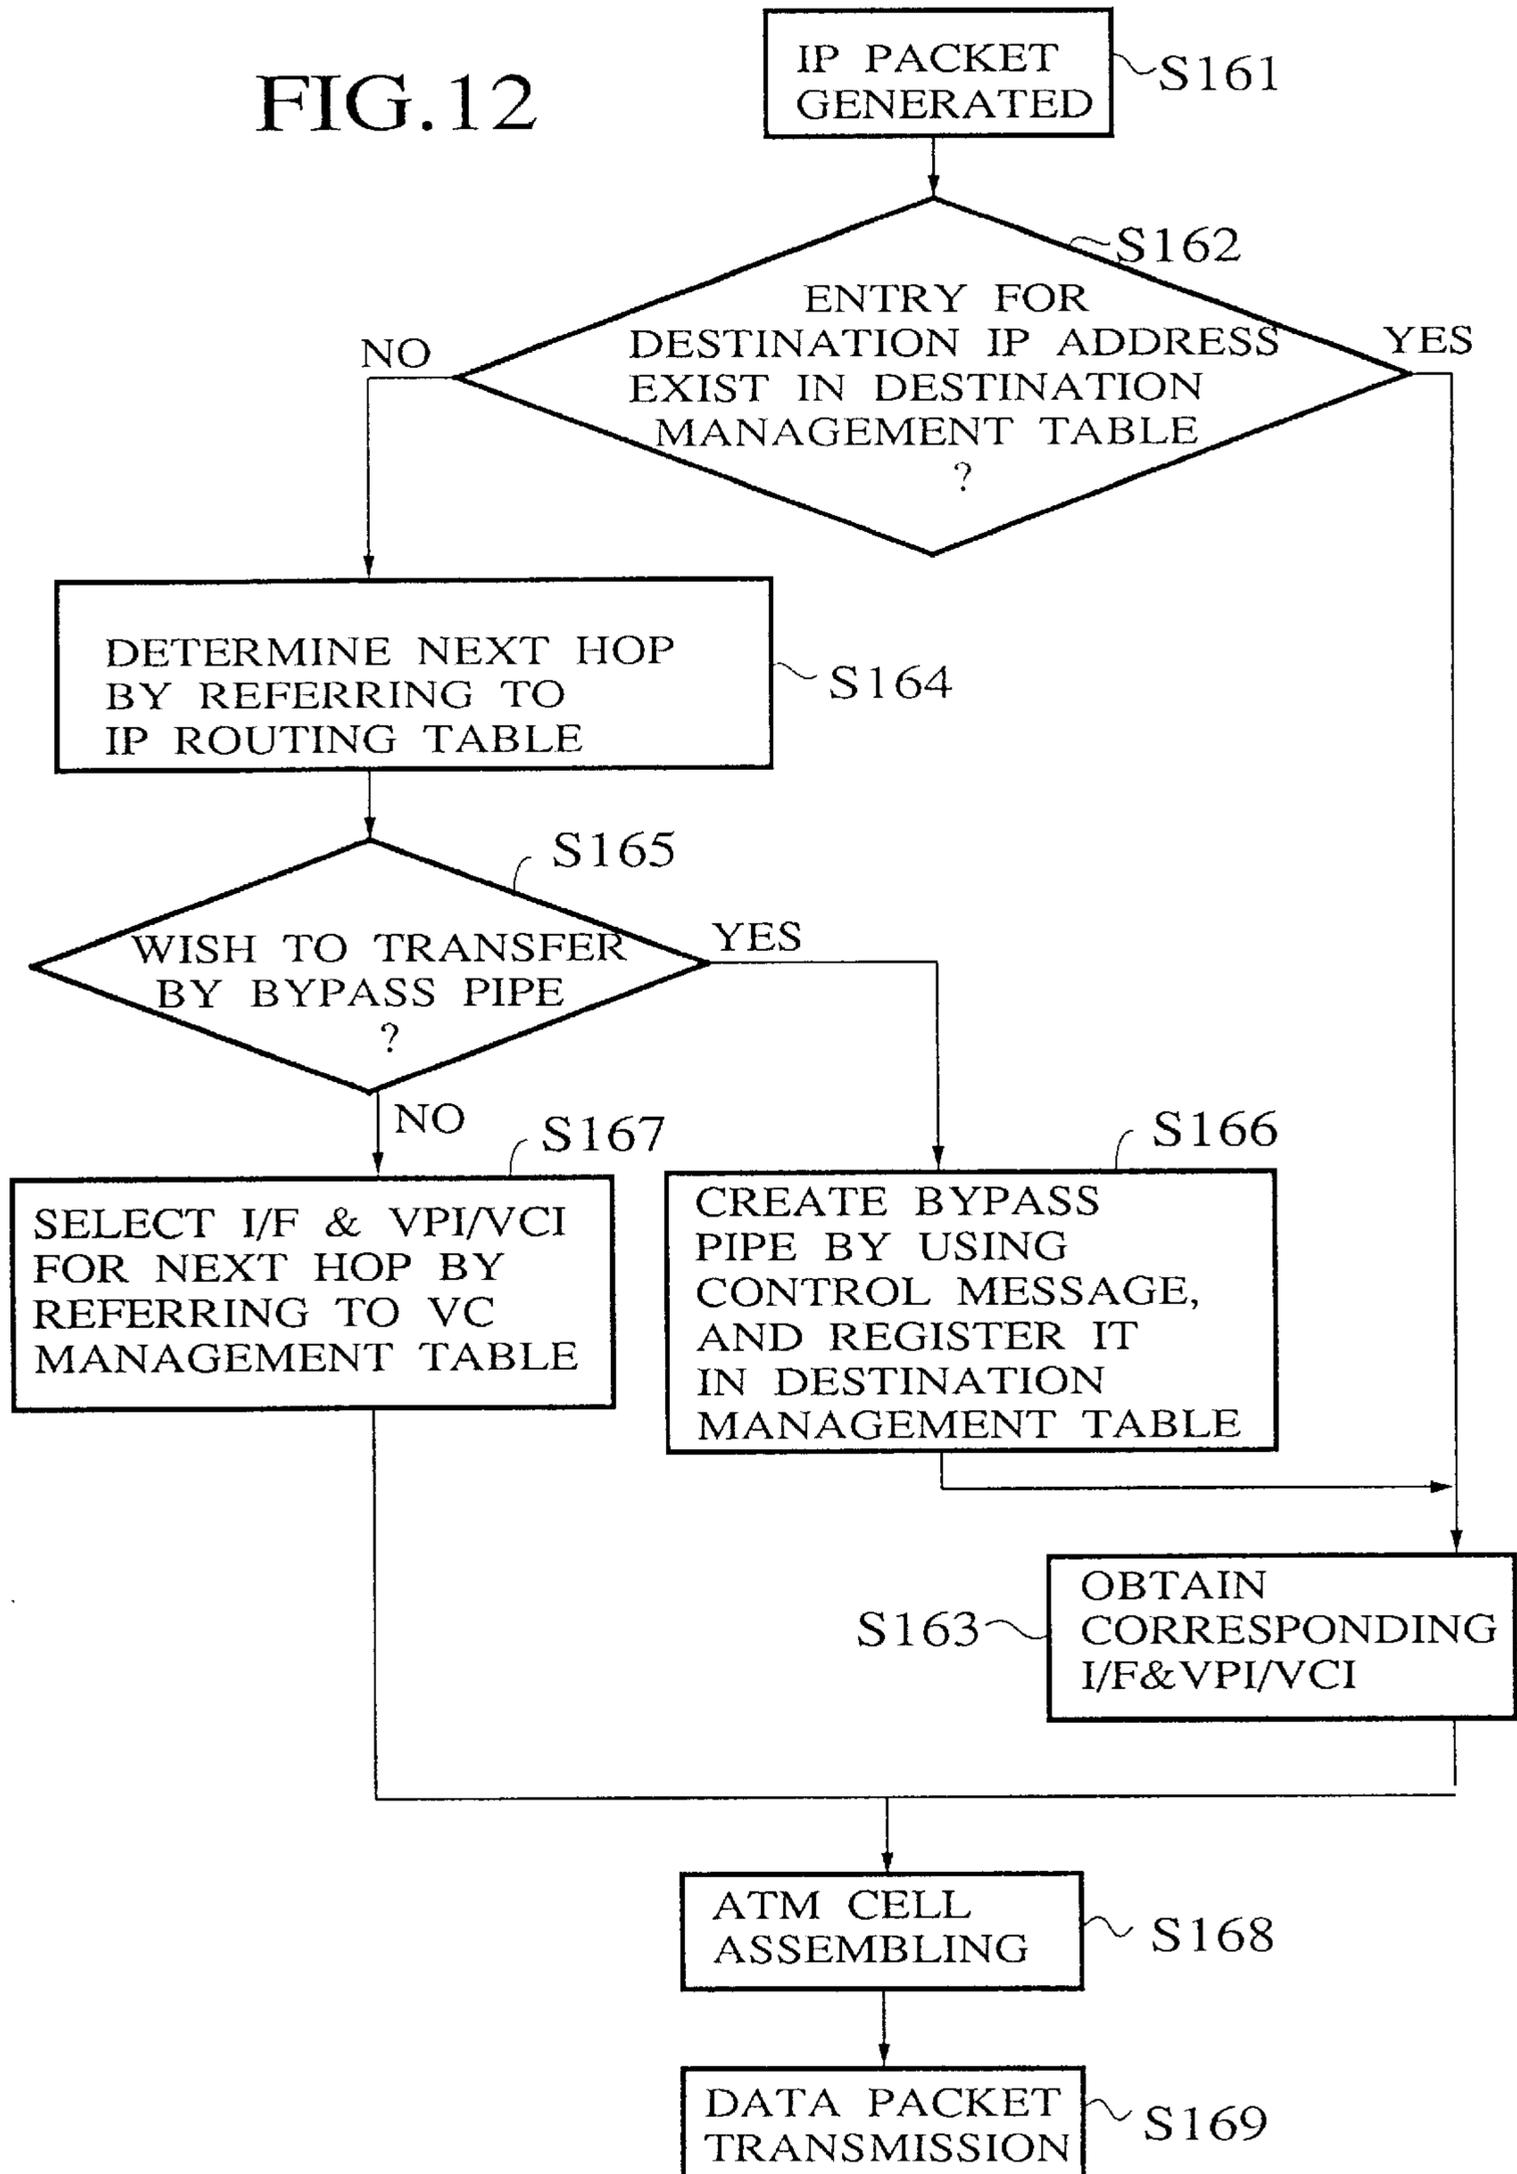 FIG.12
IP PACKET
GENERATED
S161
S162
ENTRY FOR
DESTINATION IP ADDRESS
EXIST IN DESTINATION
MANAGEMENT TABLE
?
NO
YES
DETERMINE NEXT HOP
BY REFERRING TO
IP ROUTING TABLE
S164
S165
WISH TO TRANSFER
BY BYPASS PIPE
?
YES
NO
S167
SELECT I/F & VPI/VCI
FOR NEXT HOP BY
REFERRING TO VC
MANAGEMENT TABLE
S166
CREATE BYPASS
PIPE BY USING
CONTROL MESSAGE,
AND REGISTER IT
IN DESTINATION
MANAGEMENT TABLE
S163
OBTAIN
CORRESPONDING
I/F&VPI/VCI
ATM CELL
ASSEMBLING
S168
DATA PACKET
TRANSMISSION
S169